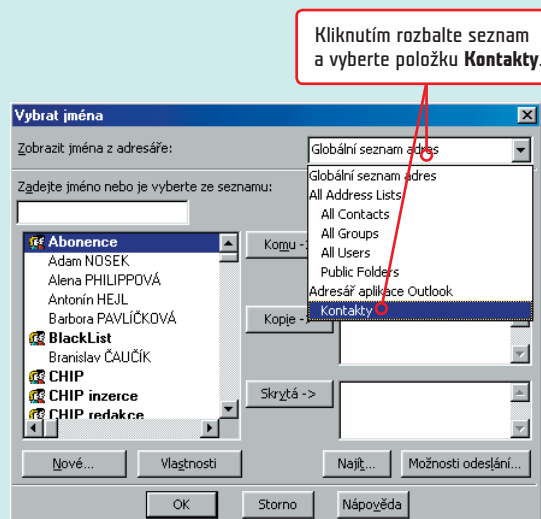 Kliknutím rozbalte seznam
a vyberte položku Kontakty.
Vybrat jména
Zobrazit jména z adresáře:
Globální seznam adres
Zadejte jméno nebo je vyberte ze seznamu:
Globální seznam adres
All Address Lists
All Contacts
All Groups
All Users
Public Folders
Adresář aplikace Outlook
Kontakty
Abonence
Adam NOSEK
Alena PHILIPPOVÁ
Antonín HEJL
Barbora PAVLÍČKOVÁ
BlackList
Branislav ČAUČÍK
CHIP
CHIP inzerce
CHIP redakce
Komu ->
Kopie ->
Skrytá ->
Nové...
Vlastnosti
Najít...
Možnosti odeslání...
OK
Storno
Nápověda